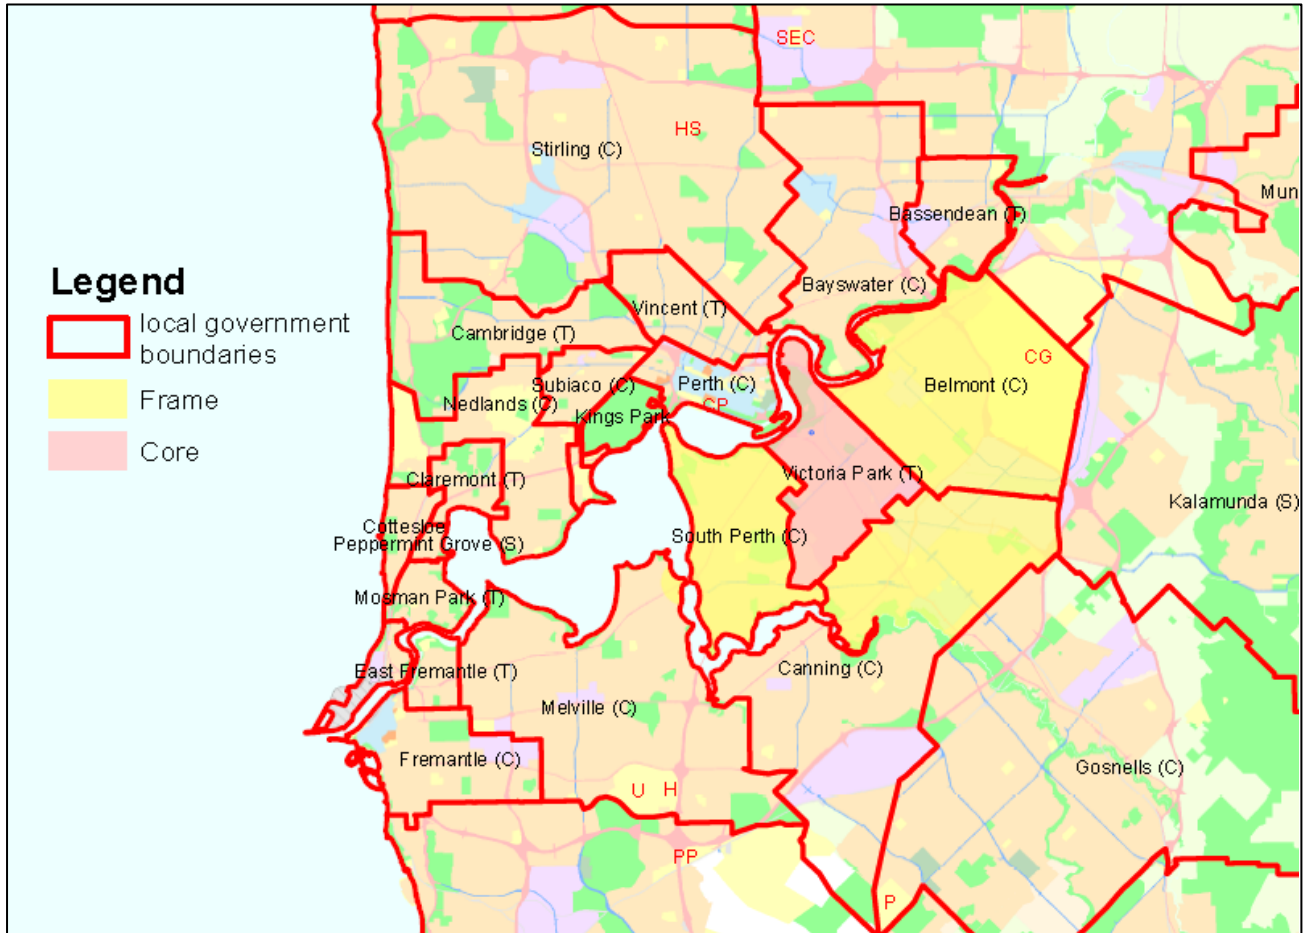 SEC
HS
Stirling (C)
Mun
Bassendean (T)
Legend
Bayswater (C)
Vincent (T)
local government
boundaries
Cambridge (T)
CG
Subiaco (C)
Perth (C)
Belmont (C)
Frame
Nedlands (C)
CP
Kings Park
Core
Victoria Park (T)
Claremont (T)
Kalamunda (S)
Cottesloe
South Perth (C)
Peppermint Grove (S)
Mosman Park (T)
East Fremantle (T)
Canning (C)
Melville (C)
Fremantle (C)
Gosnells (C)
U H
PP
P